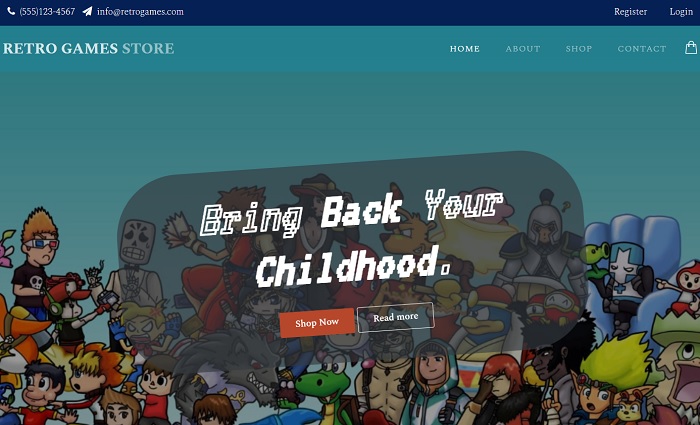 (555)123-4567 info@retrogames.com Register Login
RETRO GAMES STORE HOME ABOUT SHOP CONTACT
Bring Back Your
Childhood.
Shop Now Read more